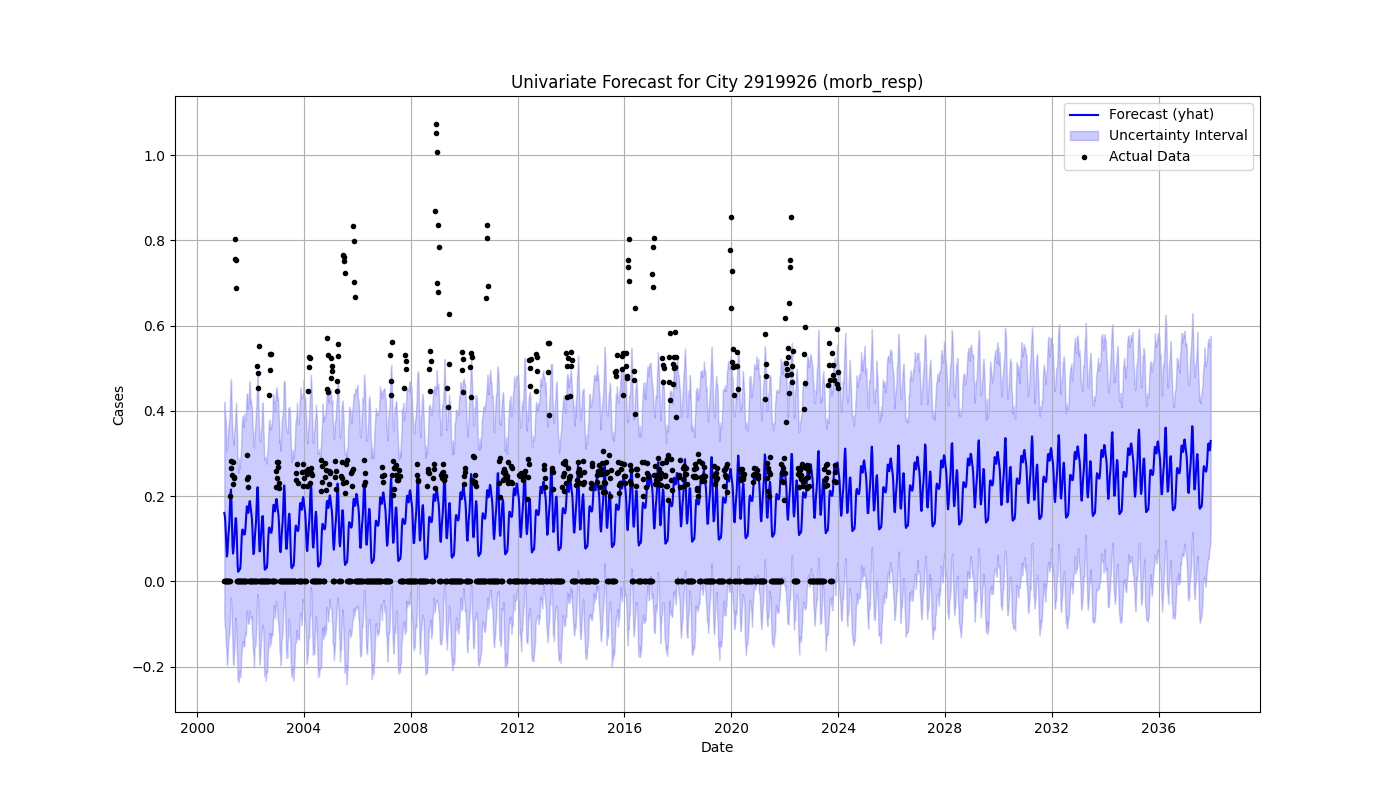 Univariate Forecast for City 2919926 (morb_resp)
Forecast (yhat)
Uncertainty Interval
Actual Data
Cases
1.0
0.8
0.6
0.4
0.2
0.0
−0.2
2000 2004 2008 2012 2016 2020 2024 2028 2032 2036
Date